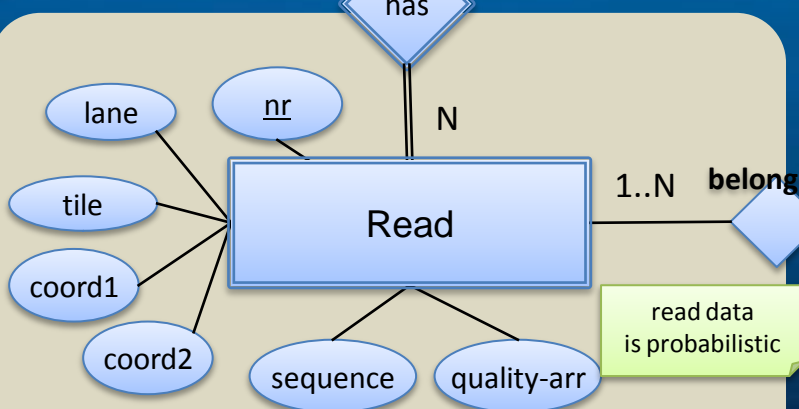 has
lane
nr
N
tile
Read
1..N
belong
coord1
coord2
read data
is probabilistic
sequence
quality-arr